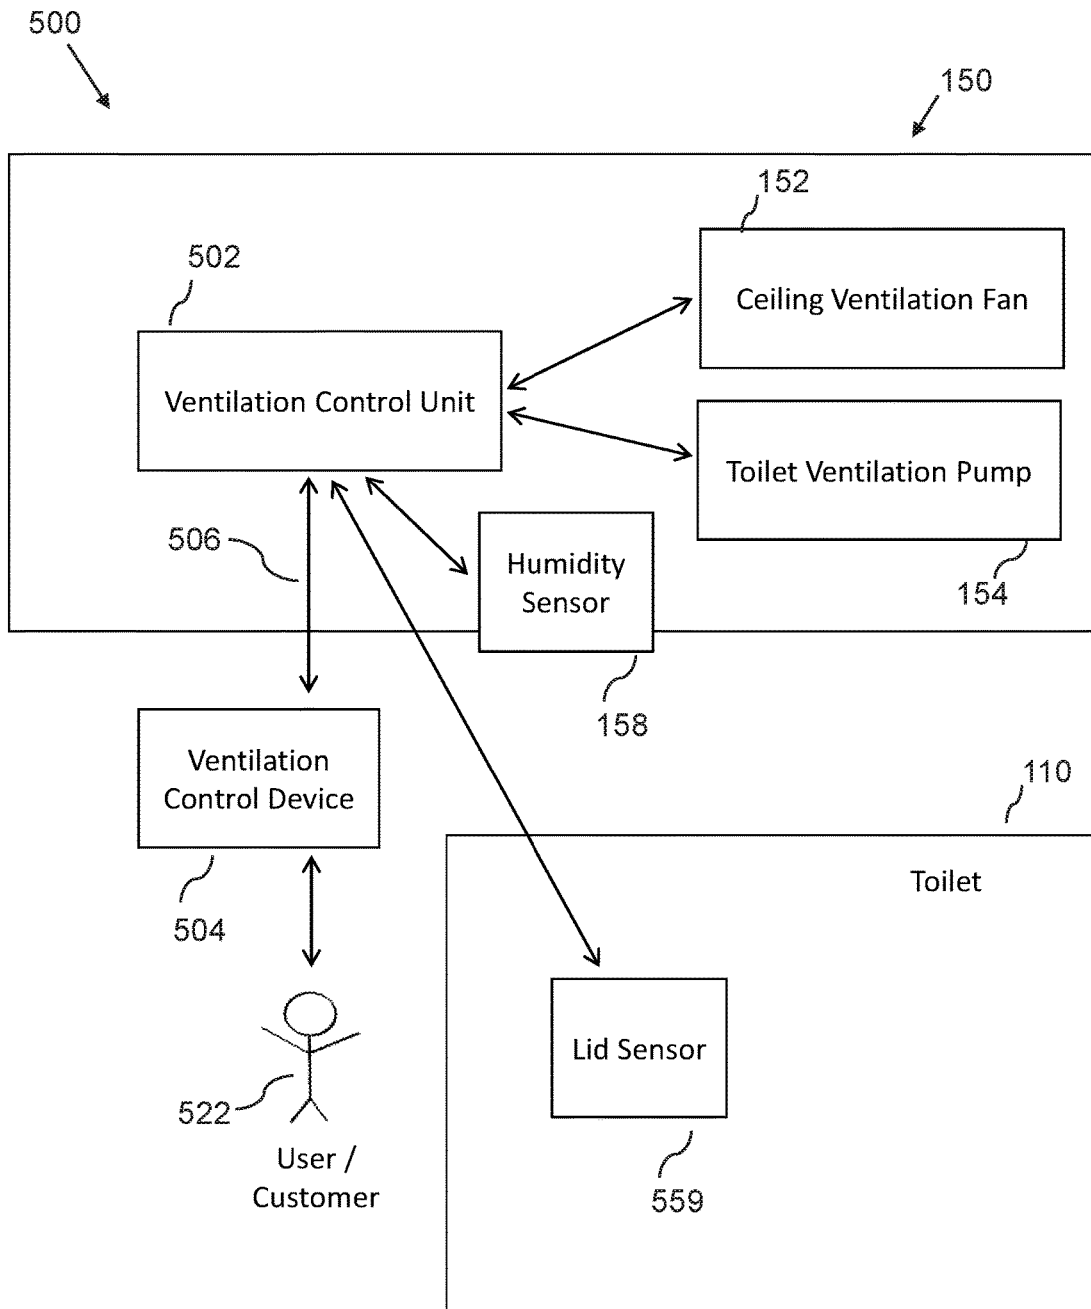 500
150
152
502
Ceiling Ventilation Fan
Ventilation Control Unit
Toilet Ventilation Pump
506
Humidity
Sensor
154
158
Ventilation
Control Device
110
Toilet
504
Lid Sensor
522
User /
Customer
559